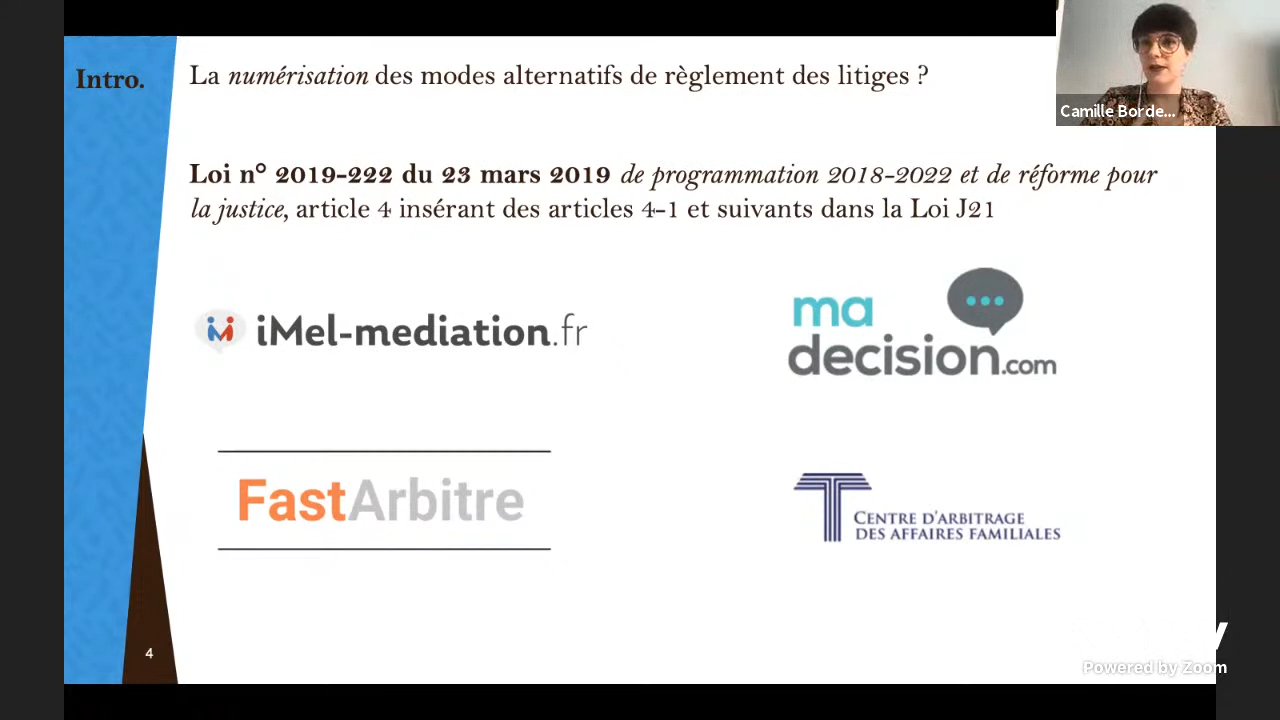 Intro.
La numérisation des modes alternatifs de règlement des litiges ?
Camille Borde...
Loi n° 2019-222 du 23 mars 2019 de programmation 2018-2022 et de réforme pour
la justice, article 4 insérant des articles 4-1 et suivants dans la Loi J21
iMel-mediation.fr
ma
decision.com
FastArbitre
CENTRE D'ARBITRAGE
DES AFFAIRES FAMILIALES
4
Powered by Zoom